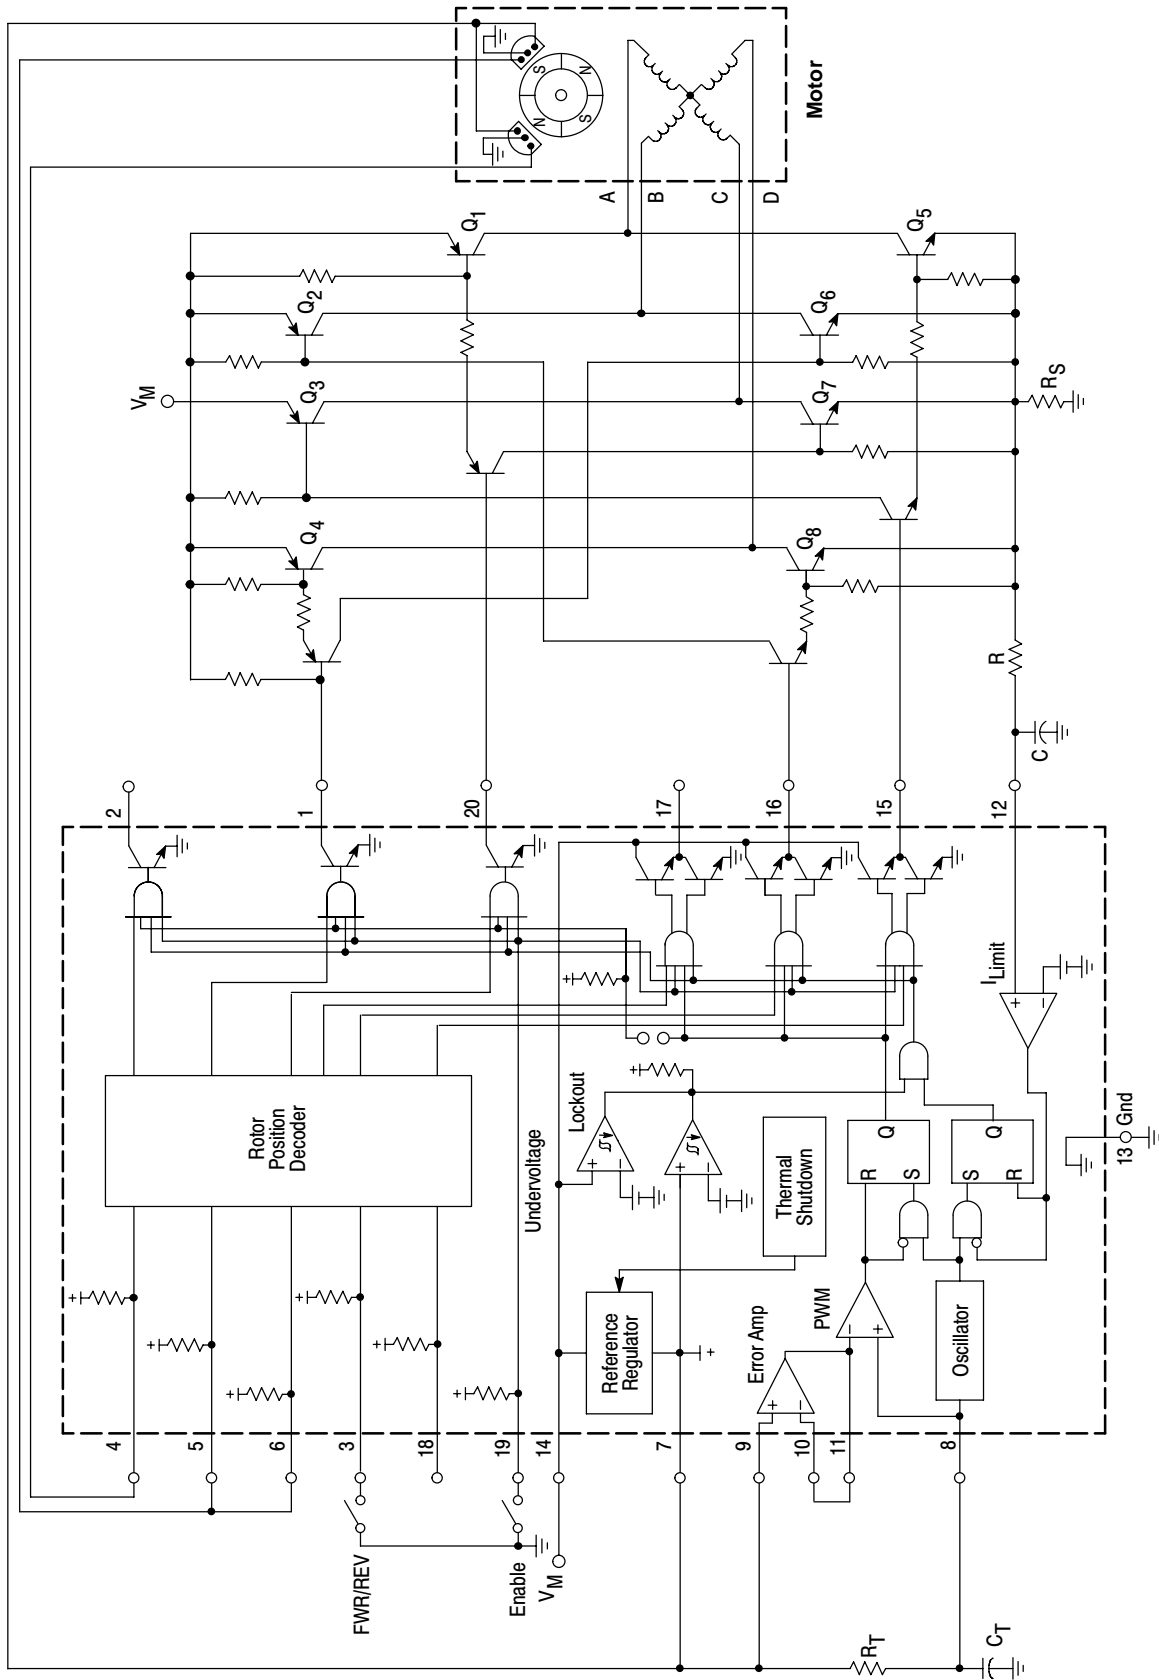 Motor
S
N
N
S
A
B
C
D
Q1
Q5
Q2
Q6
VM
Q3
Q7
RS
Q4
Q8
R
C
2
1
20
17
16
15
12
ILimit
Rotor
Position
Decoder
Undervoltage
Lockout
Thermal
Shutdown
Reference
Regulator
Error Amp
PWM
Oscillator
R
Q
S
S
Q
R
Gnd
13
4
5
6
3
18
19
14
7
9
10
11
8
FWR/REV
Enable
VM
RT
CT